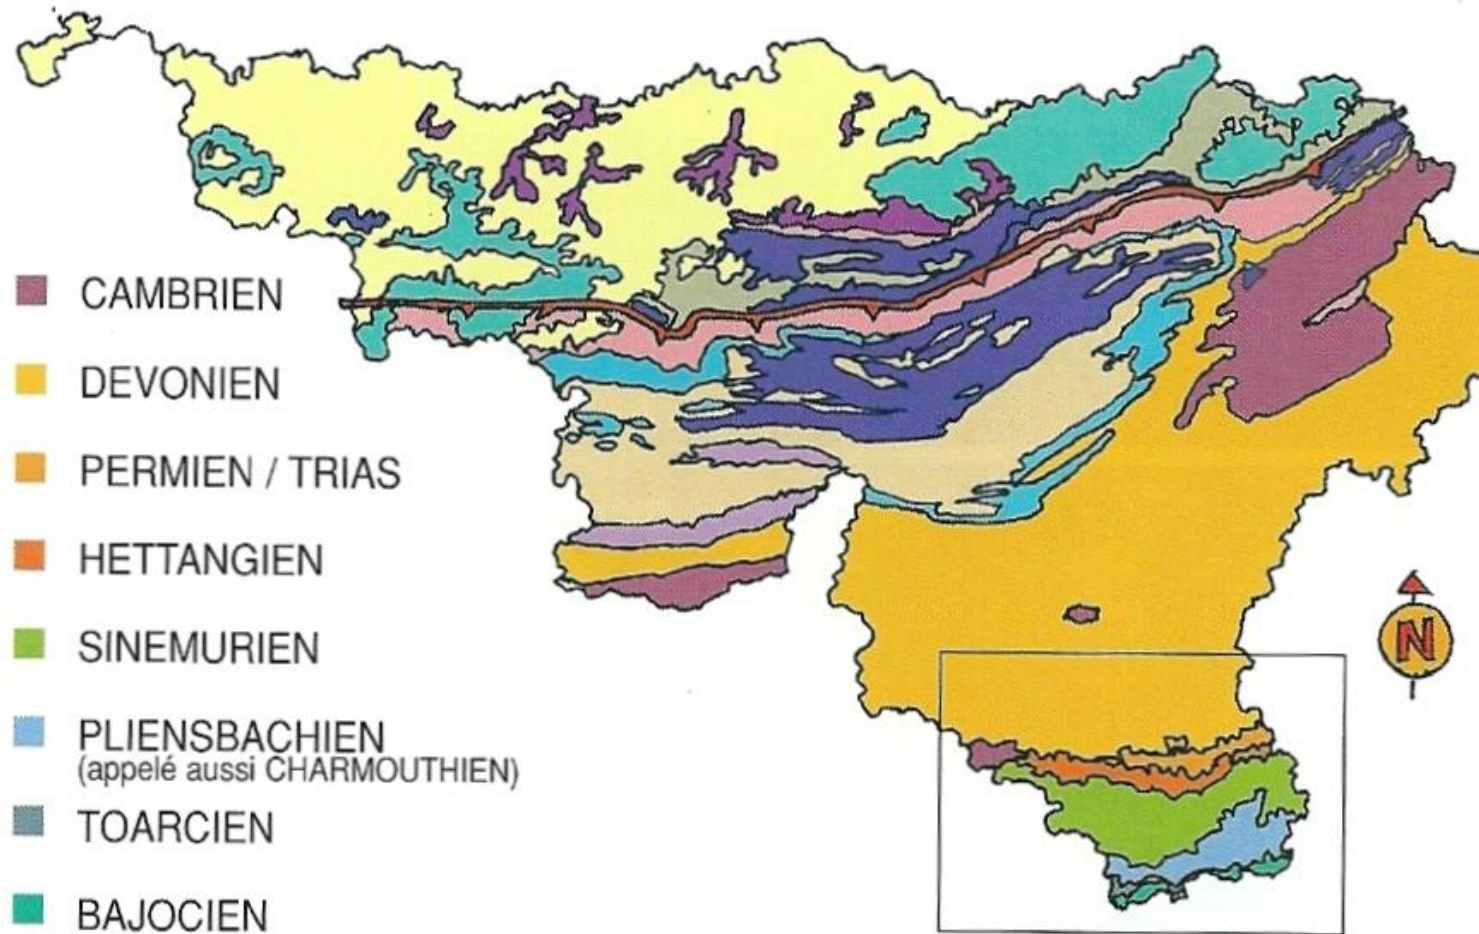 CAMBRIEN
DEVONIEN
PERMIEN / TRIAS
HETTANGIEN
SINEMURIEN
PLIENSBACHIEN
(appelé aussi CHARMOUTHIEN)
TOARCIEN
BAJOCIEN
N